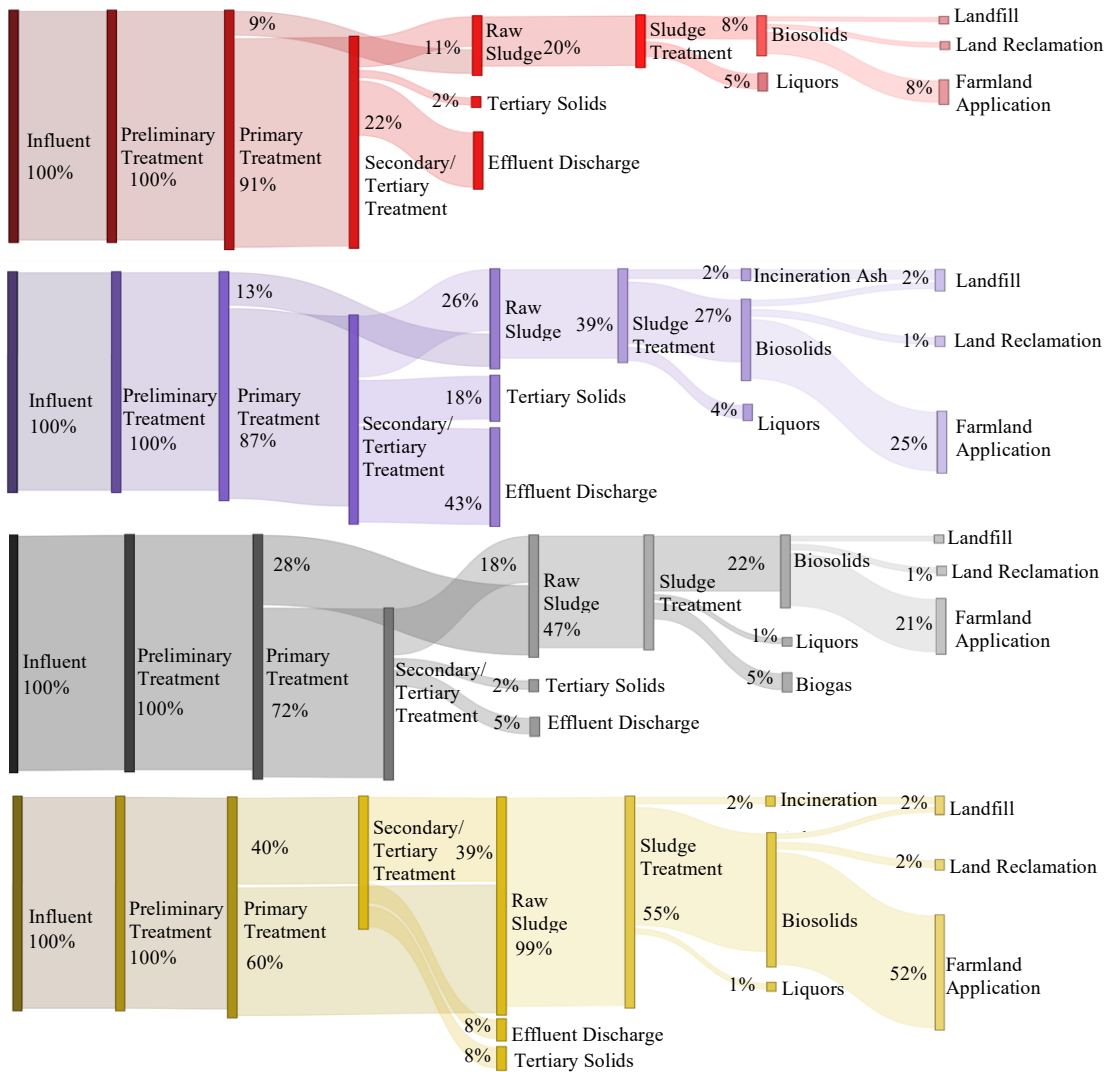 Influent
100%
Preliminary
Treatment
100%
9%
Primary
Treatment
91%
11%
2%
22%
Secondary/
Tertiary
Treatment
Raw
Sludge
20%
Tertiary Solids
Effluent Discharge
Sludge
Treatment
8%
5%
Biosolids
Liquors
8%
Landfill
Land Reclamation
Farmland
Application
Influent
100%
Preliminary
Treatment
100%
13%
Primary
Treatment
87%
26%
18%
Secondary/
Tertiary
Treatment
43%
Raw
Sludge
39%
Tertiary Solids
Effluent Discharge
Sludge
Treatment
2%
27%
4%
Incineration Ash
Biosolids
Liquors
2%
1%
25%
Landfill
Land Reclamation
Farmland
Application
Influent
100%
Preliminary
Treatment
100%
28%
Primary
Treatment
72%
18%
Secondary/
Tertiary
Treatment
2%
5%
Raw
Sludge
47%
Tertiary Solids
Effluent Discharge
Sludge
Treatment
22%
1%
5%
Biosolids
Liquors
Biogas
1%
21%
Landfill
Land Reclamation
Farmland
Application
Influent
100%
Preliminary
Treatment
100%
40%
Primary
Treatment
60%
Secondary/
Tertiary
Treatment
39%
8%
8%
Raw
Sludge
99%
Effluent Discharge
Tertiary Solids
Sludge
Treatment
55%
2%
1%
Incineration
Biosolids
Liquors
2%
2%
52%
Landfill
Land Reclamation
Farmland
Application